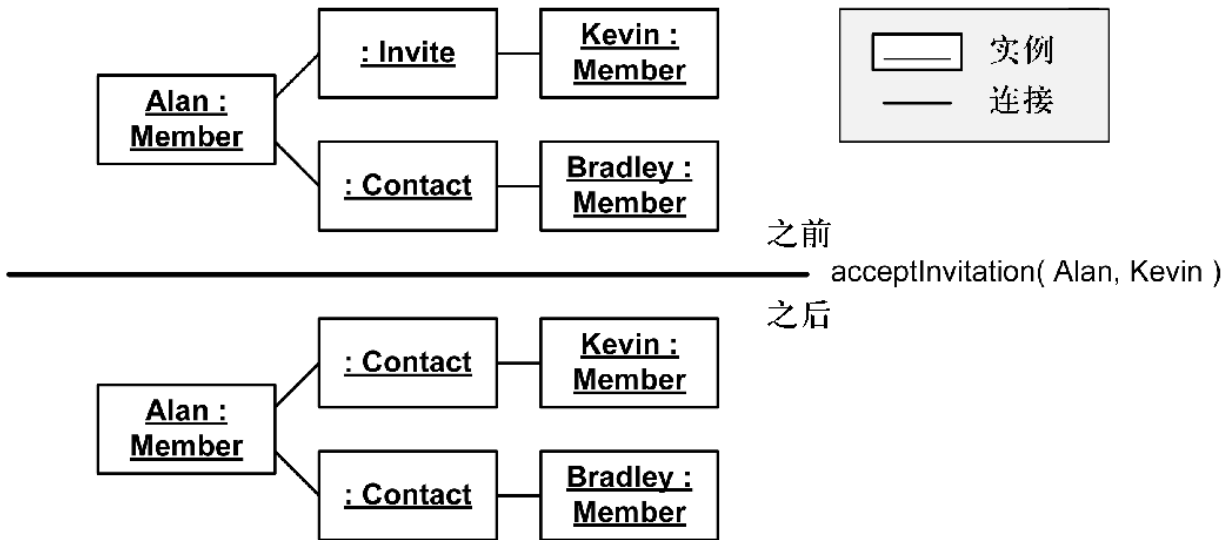 : Invite
Kevin :
Member
Alan :
Member
: Contact
Bradley :
Member
实例
连接
之前
acceptInvitation( Alan, Kevin )
之后
: Contact
Kevin :
Member
Alan :
Member
: Contact
Bradley :
Member